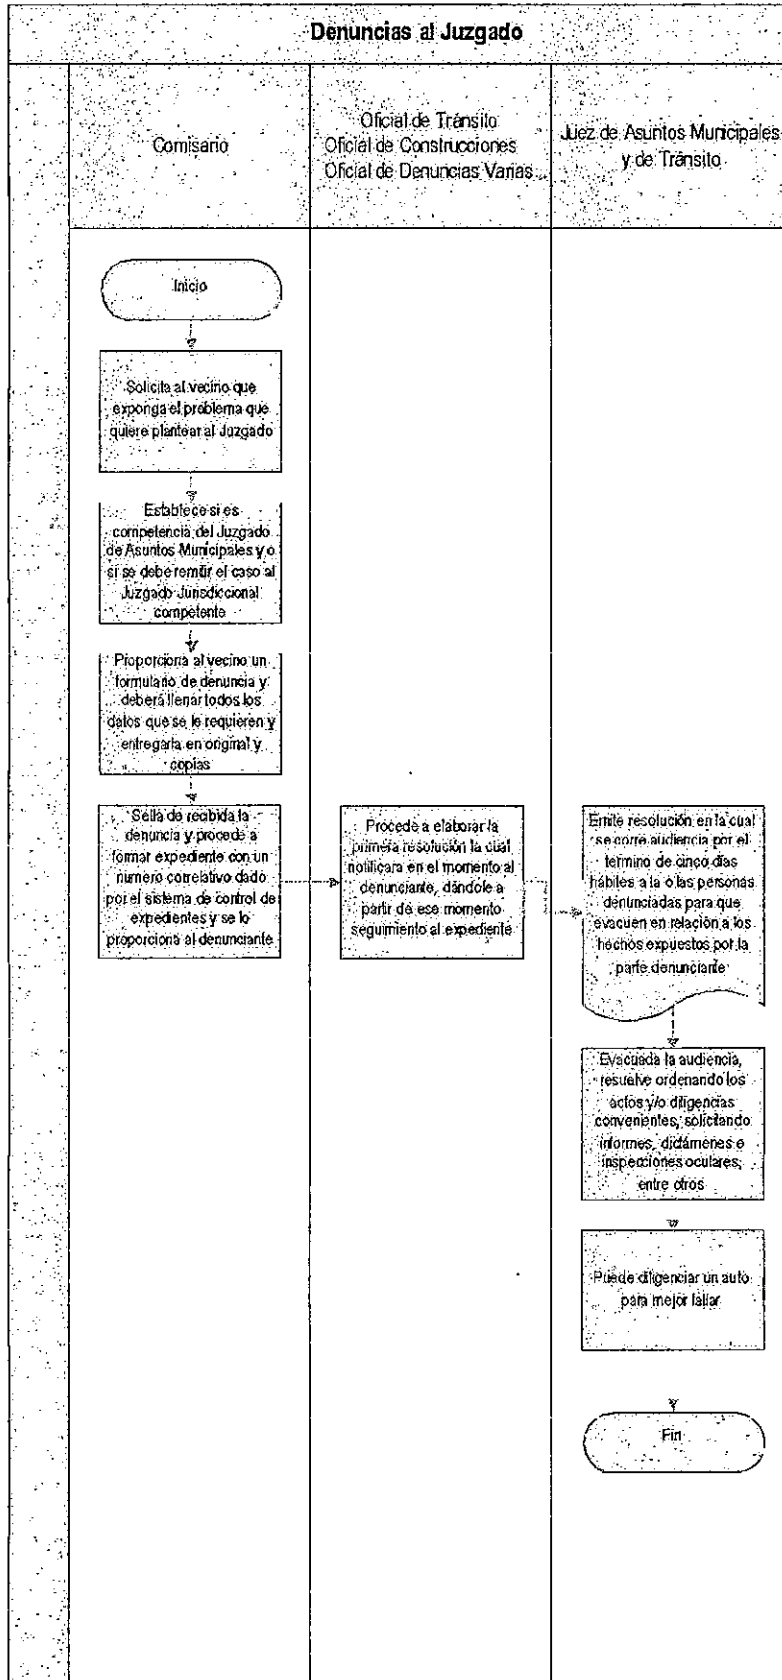 Denuncias al Juzgado
Comisario
Oficial de Tránsito
Oficial de Construcciones
Oficial de Denuncias Varias
Juez de Asuntos Municipales
y de Tránsito
Inicio
Solicita al vecino que
exponga el problema que
quiere plantear al Juzgado
Establece si es
competencia del Juzgado
de Asuntos Municipales y o
si se debe remitir el caso al
Juzgado Jurisdiccional
competente
Proporciona al vecino un
formulario de denuncia y
deberá llenar todos los
datos que se le requieren y
entregarla en original y
copias
Sella de recibida la
denuncia y procede a
formar expediente con un
numero correlativo dado
por el sistema de control de
expedientes y se lo
proporciona al denunciante
Procede a elaborar la
primera resolución la cual
notificara en el momento al
denunciante, dándole a
partir de ese momento
seguimiento al expediente
Emite resolución en la cual
se corre audiencia por el
termino de cinco días
hábiles a la o las personas
denunciadas para que
evacuen en relación a los
hechos expuestos por la
parte denunciante
Evacuada la audiencia,
resuelve ordenando los
actos y/o diligencias
convenientes, solicitando
informes, dictámenes e
inspecciones oculares,
entre otros
Puede diligenciar un auto
para mejor fallar
Fin